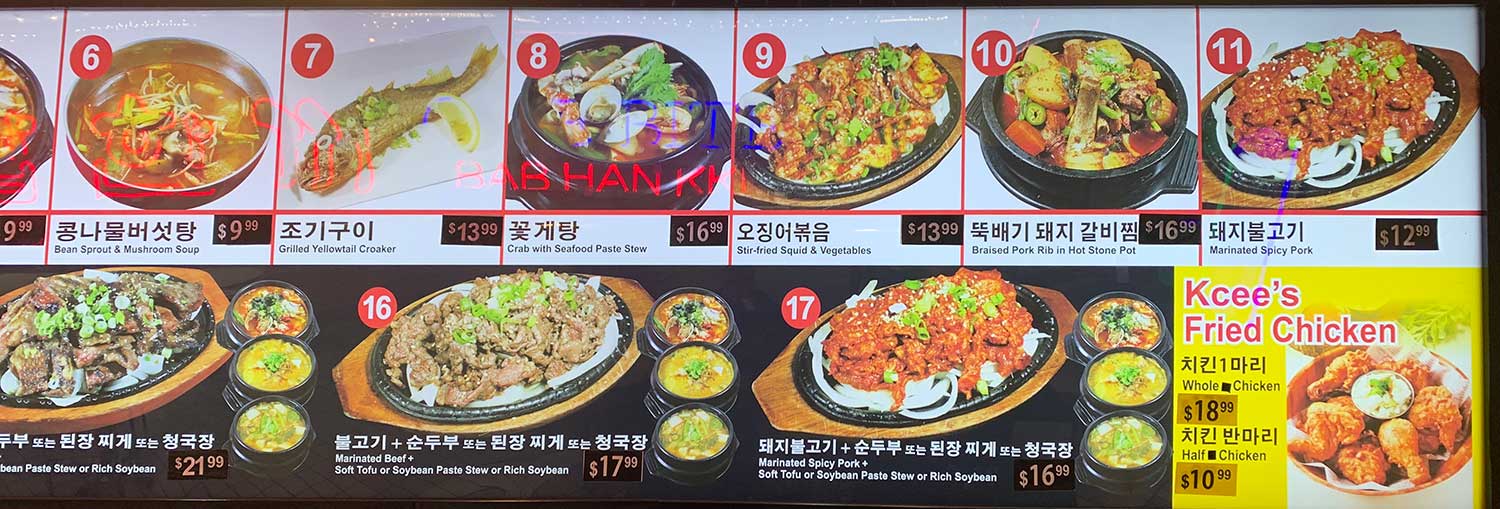 6
7
8
9
10
11
BAB HAN KKI
9.99
콩나물버섯탕
$9.99
Bean Sprout & Mushroom Soup
조기구이
$13.99
Grilled Yellowtail Croaker
꽃게탕
$16.99
Crab with Seafood Paste Stew
오징어볶음
$13.99
Stir-fried Squid & Vegetables
뚝배기 돼지 갈비찜
$16.99
Braised Pork Rib in Hot Stone Pot
돼지불고기
$12.99
Marinated Spicy Pork
두부 또는 된장 찌게 또는 청국장
bean Paste Stew or Rich Soybean
$21.99
16
불고기 + 순두부 또는 된장 찌게 또는 청국장
Marinated Beef +
Soft Tofu or Soybean Paste Stew or Rich Soybean
$17.99
17
돼지불고기 + 순두부 또는 된장 찌게 또는 청국장
Marinated Spicy Pork +
Soft Tofu or Soybean Paste Stew or Rich Soybean
$16.99
Kcee's
Fried Chicken
치킨1마리
Whole Chicken
$18.99
치킨 반마리
Half Chicken
$10.99